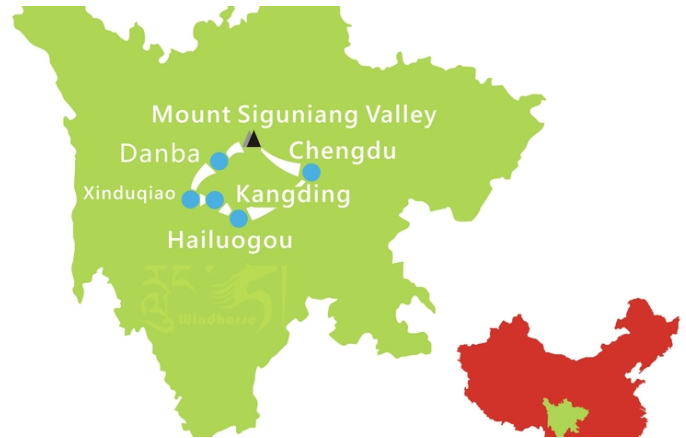 Mount Siguniang Valley
Danba
Chengdu
Xinduqiao
Kangding
Hailuogou
Windhorse